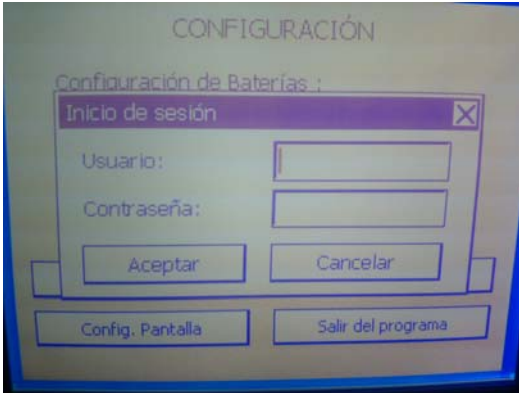 CONFIGURACIÓN
Configuración de Baterías :
Inicio de sesión
Usuario:
Contraseña:
Aceptar Cancelar
Config. Pantalla Salir del programa